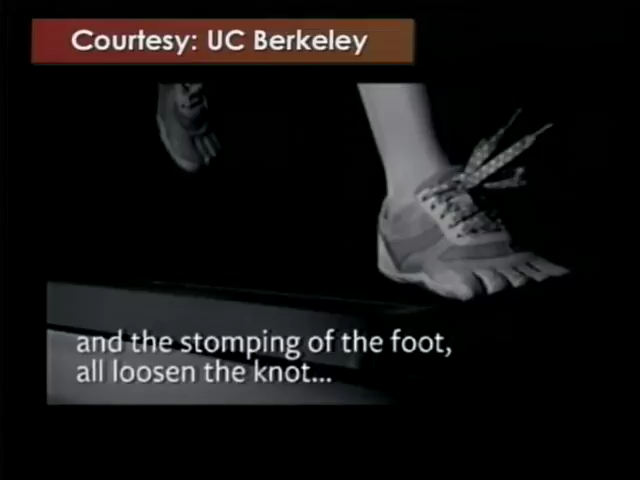 Courtesy: UC Berkeley
and the stomping of the foot,
all loosen the knot...